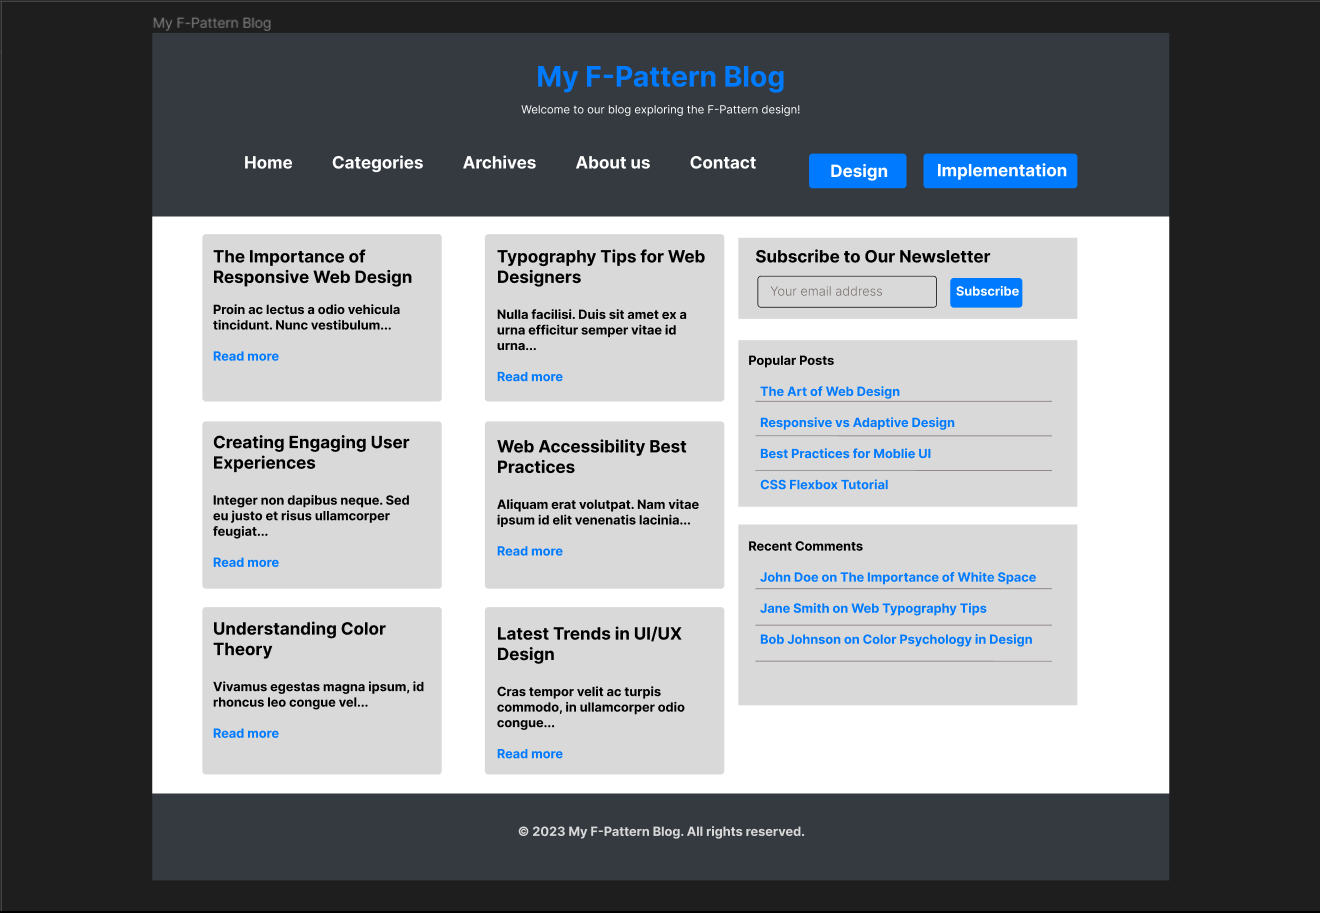 My F-Pattern Blog
My F-Pattern Blog
Welcome to our blog exploring the F-Pattern design!
Home
Categories
Archives
About us
Contact
Design
Implementation
The Importance of
Responsive Web Design
Proin ac lectus a odio vehicula
tincidunt. Nunc vestibulum...
Read more
Typography Tips for Web
Designers
Nulla facilisi. Duis sit amet ex a
urna efficitur semper vitae id
urna...
Read more
Creating Engaging User
Experiences
Integer non dapibus neque. Sed
eu justo et risus ullamcorper
feugiat...
Read more
Web Accessibility Best
Practices
Aliquam erat volutpat. Nam vitae
ipsum id elit venenatis lacinia...
Read more
Understanding Color
Theory
Vivamus egestas magna ipsum, id
rhoncus leo congue vel...
Read more
Latest Trends in UI/UX
Design
Cras tempor velit ac turpis
commodo, in ullamcorper odio
congue...
Read more
Subscribe to Our Newsletter
Your email address
Subscribe
Popular Posts
The Art of Web Design
Responsive vs Adaptive Design
Best Practices for Moblie UI
CSS Flexbox Tutorial
Recent Comments
John Doe on The Importance of White Space
Jane Smith on Web Typography Tips
Bob Johnson on Color Psychology in Design
© 2023 My F-Pattern Blog. All rights reserved.